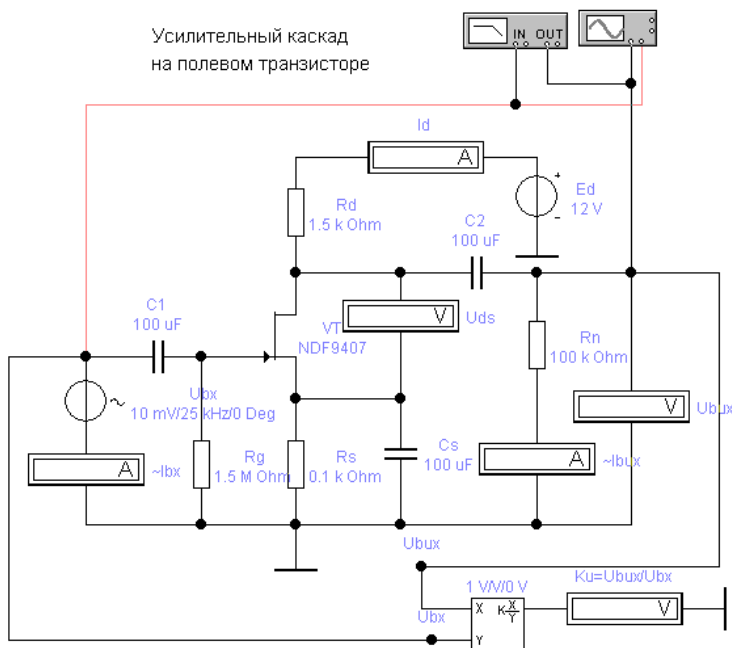 Усилительный каскад
на полевом транзисторе
IN OUT
Id
A
Rd
1.5 k Ohm
Ed
12 V
+
-
C2
100 uF
C1
100 uF
V
Uds
VT
NDF9407
Rn
100 k Ohm
Ubx
10 mV/25 kHz/0 Deg
V
Ubux
A
~Ibx
Rg
1.5 M Ohm
Rs
0.1 k Ohm
Cs
100 uF
A
~Ibux
Ubux
1 V/V/0 V
Ku=Ubux/Ubx
X
Y
K X/Y
V
Ubx